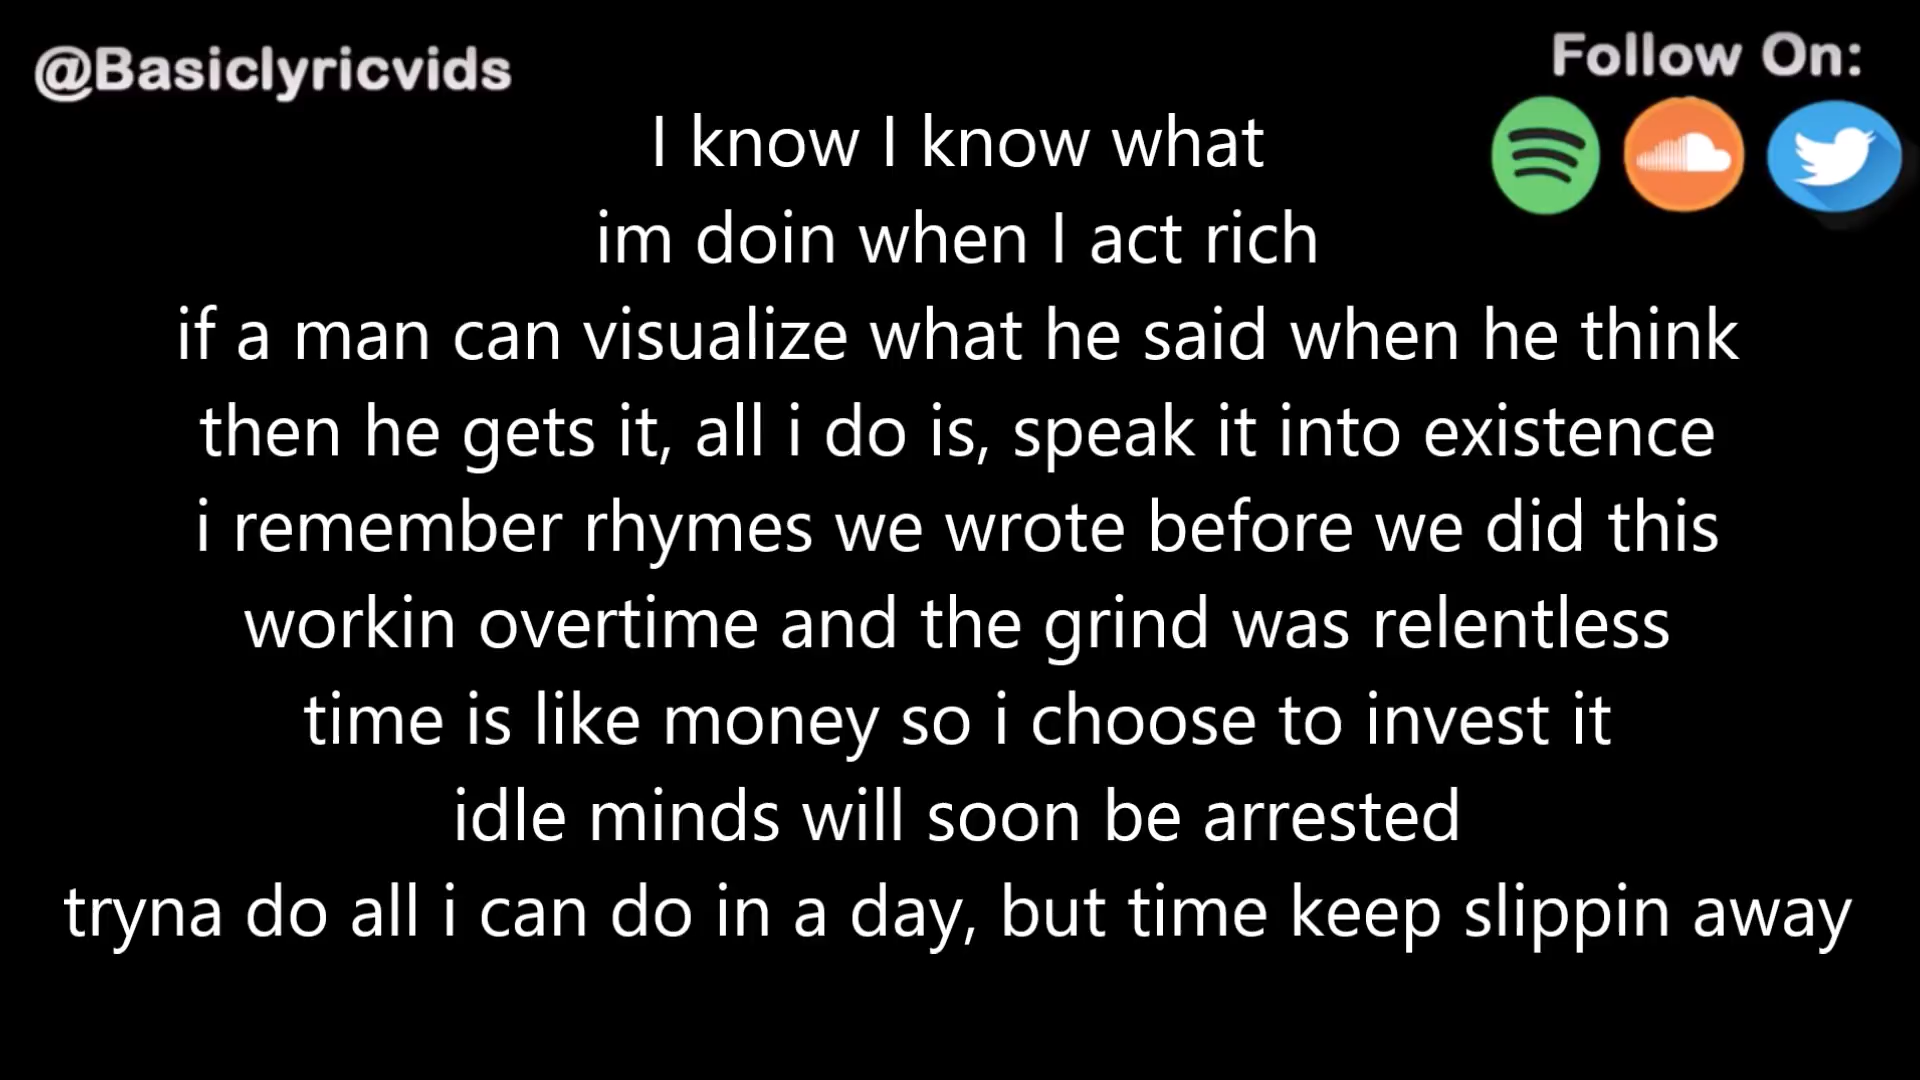 @Basiclyricvids
Follow On:
I know I know what
im doin when I act rich
if a man can visualize what he said when he think
then he gets it, all i do is, speak it into existence
i remember rhymes we wrote before we did this
workin overtime and the grind was relentless
time is like money so i choose to invest it
idle minds will soon be arrested
tryna do all i can do in a day, but time keep slippin away